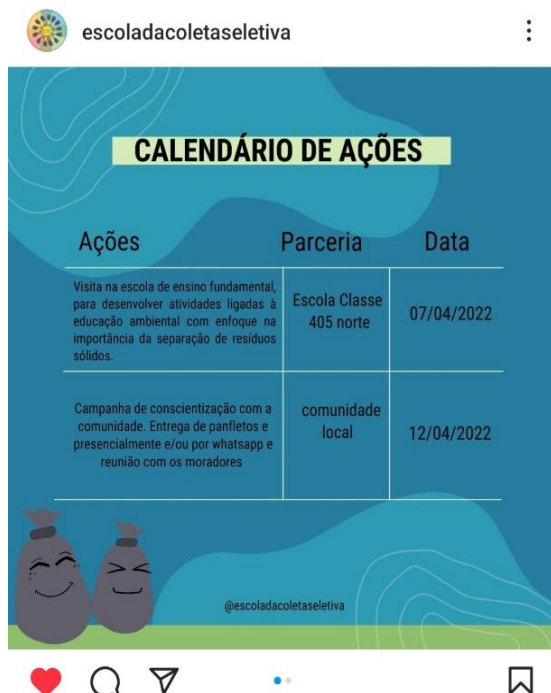 escoladacoletaseletiva
CALENDÁRIO DE AÇÕES
Ações Parceria Data
Visita na escola de ensino fundamental,
para desenvolver atividades ligadas à
educação ambiental com enfoque na
importância da separação de resíduos
sólidos.
Escola Classe
405 norte
07/04/2022
Campanha de conscientização com a
comunidade. Entrega de panfletos e
presencialmente e/ou por whatsapp e
reunião com os moradores
comunidade
local
12/04/2022
@escoladacoletaseletiva